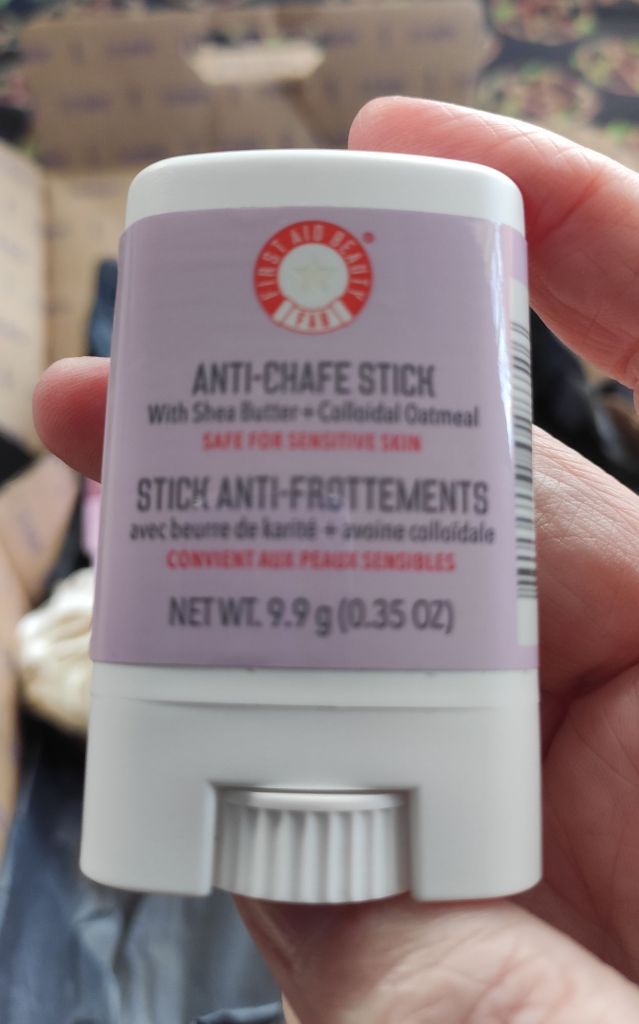 FIRST AID BEAUTY
FAB
ANTI-CHAFE STICK
With Shea Butter + Colloidal Oatmeal
SAFE FOR SENSITIVE SKIN
STICK ANTI-FROTTEMENTS
avec beurre de karité + avoine colloïdale
CONVIENT AUX PEAUX SENSIBLES
NET WT. 9.9 g (0.35 OZ)